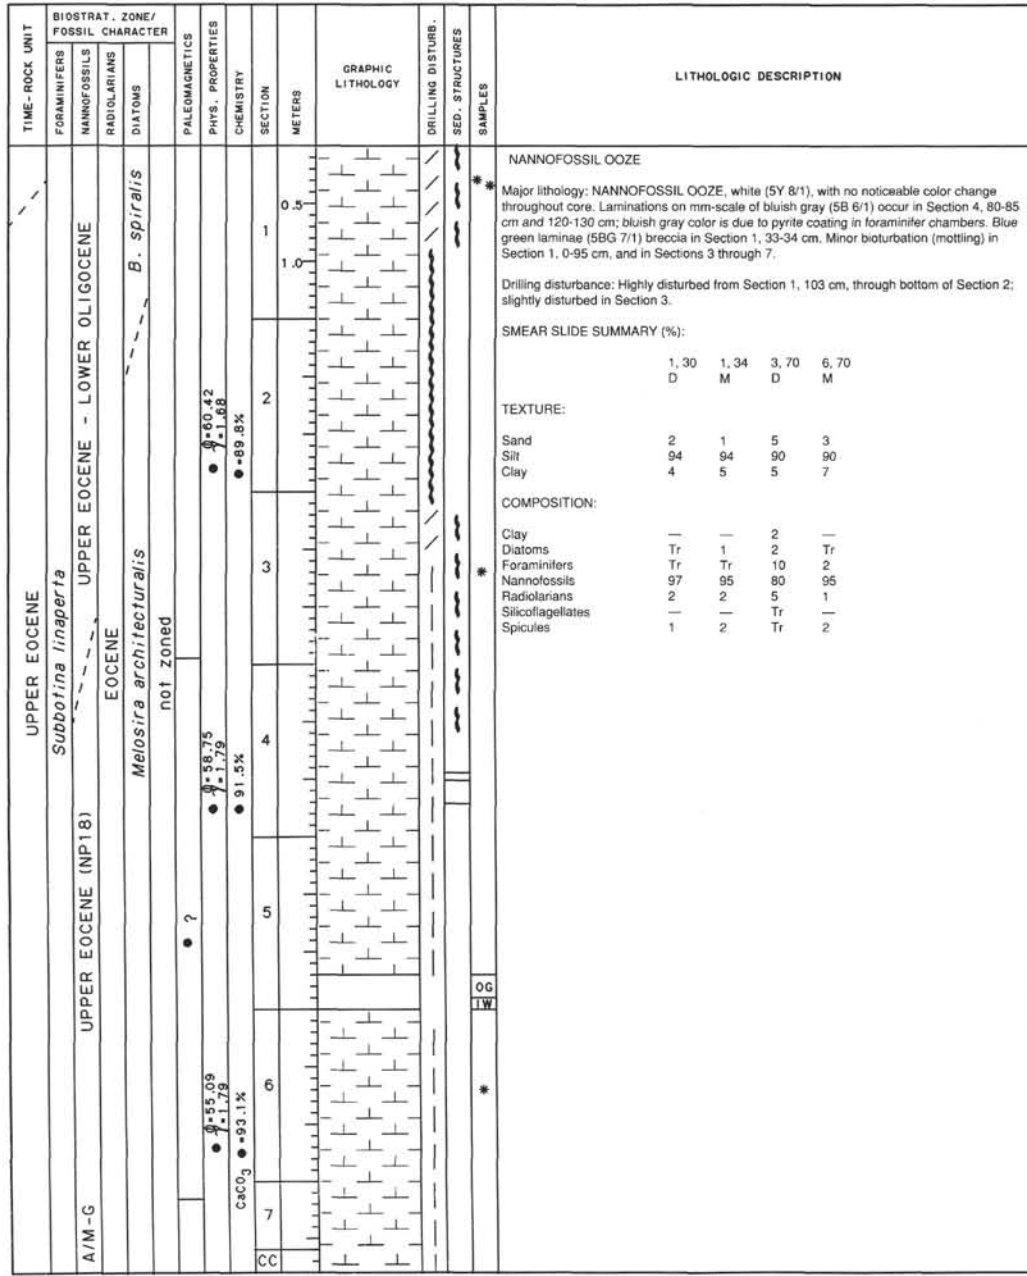 TIME-ROCK UNIT
BIOSTRAT. ZONE/
FOSSIL CHARACTER
FORAMINIFERS
NANNOFOSSILS
RADIOLARIANS
DIATOMS
PALEOMAGNETICS
PHYS. PROPERTIES
CHEMISTRY
SECTION
METERS
GRAPHIC
LITHOLOGY
DRILLING DISTURB.
SED. STRUCTURES
SAMPLES
LITHOLOGIC DESCRIPTION
UPPER EOCENE
Subbotina linaperta
UPPER EOCENE - LOWER OLIGOCENE
UPPER EOCENE (NP18)
A/M-G
EOCENE
B. spiralis
Melosira architecturalis
not zoned
● ?
● φ=60.42
γ=1.68
● φ=58.75
γ=1.79
● φ=55.09
γ=1.79
● =89.8%
● 91.5%
CaCO3 ● =93.1%
1
2
3
4
5
6
7
CC
0.5
1.0
*
*
*
OG
IW
*
NANNOFOSSIL OOZE
Major lithology: NANNOFOSSIL OOZE, white (5Y 8/1), with no noticeable color change
throughout core. Laminations on mm-scale of bluish gray (5B 6/1) occur in Section 4, 80-85
cm and 120-130 cm; bluish gray color is due to pyrite coating in foraminifer chambers. Blue
green laminae (5BG 7/1) breccia in Section 1, 33-34 cm. Minor bioturbation (mottling) in
Section 1, 0-95 cm, and in Sections 3 through 7.
Drilling disturbance: Highly disturbed from Section 1, 103 cm, through bottom of Section 2;
slightly disturbed in Section 3.
SMEAR SLIDE SUMMARY (%):
1, 30 1, 34 3, 70 6, 70
D M D M
TEXTURE:
Sand 2 1 5 3
Silt 94 94 90 90
Clay 4 5 5 7
COMPOSITION:
Clay — — 2 —
Diatoms Tr 1 2 Tr
Foraminifers Tr Tr 10 2
Nannofossils 97 95 80 95
Radiolarians 2 2 5 1
Silicoflagellates — — Tr —
Spicules 1 2 Tr 2